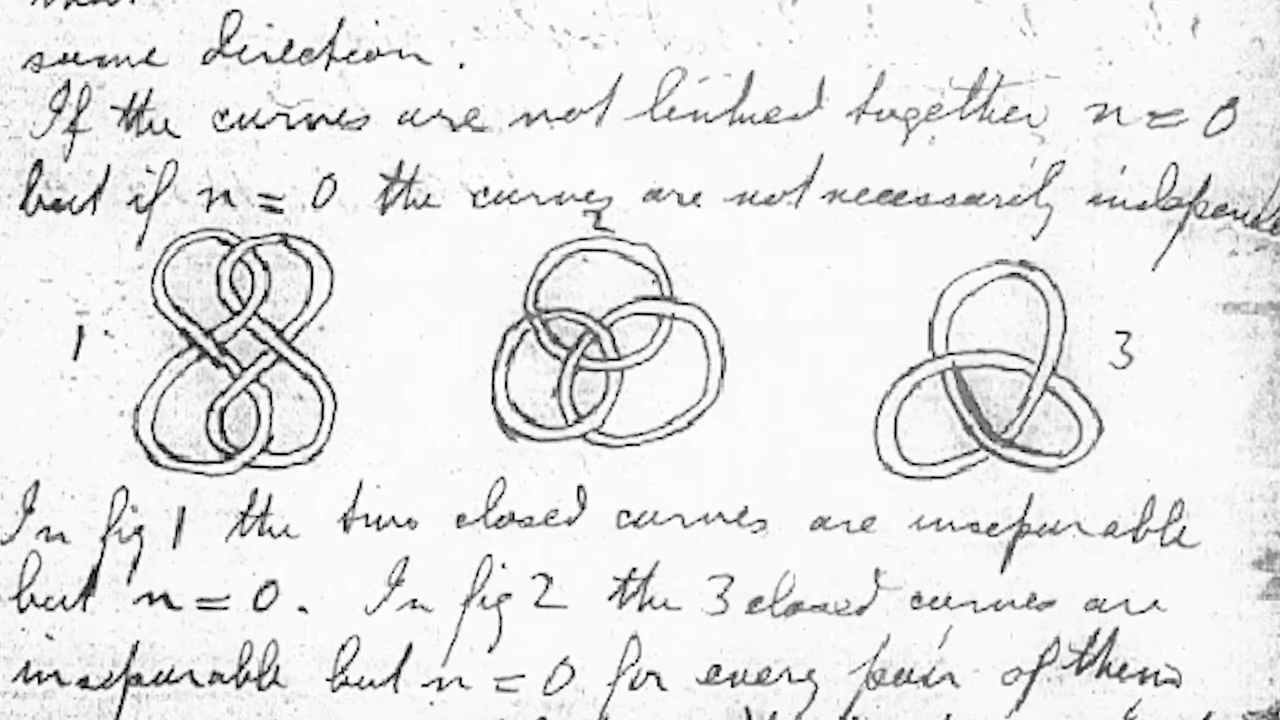 same direction.
If the curves are not linked together n = 0
but if n = 0 the curves are not necessarily
1
2
3
In fig 1 the two closed curves are inseparable
but n = 0. In fig 2 the 3 closed curves are
inseparable but n = 0 for every pair of them